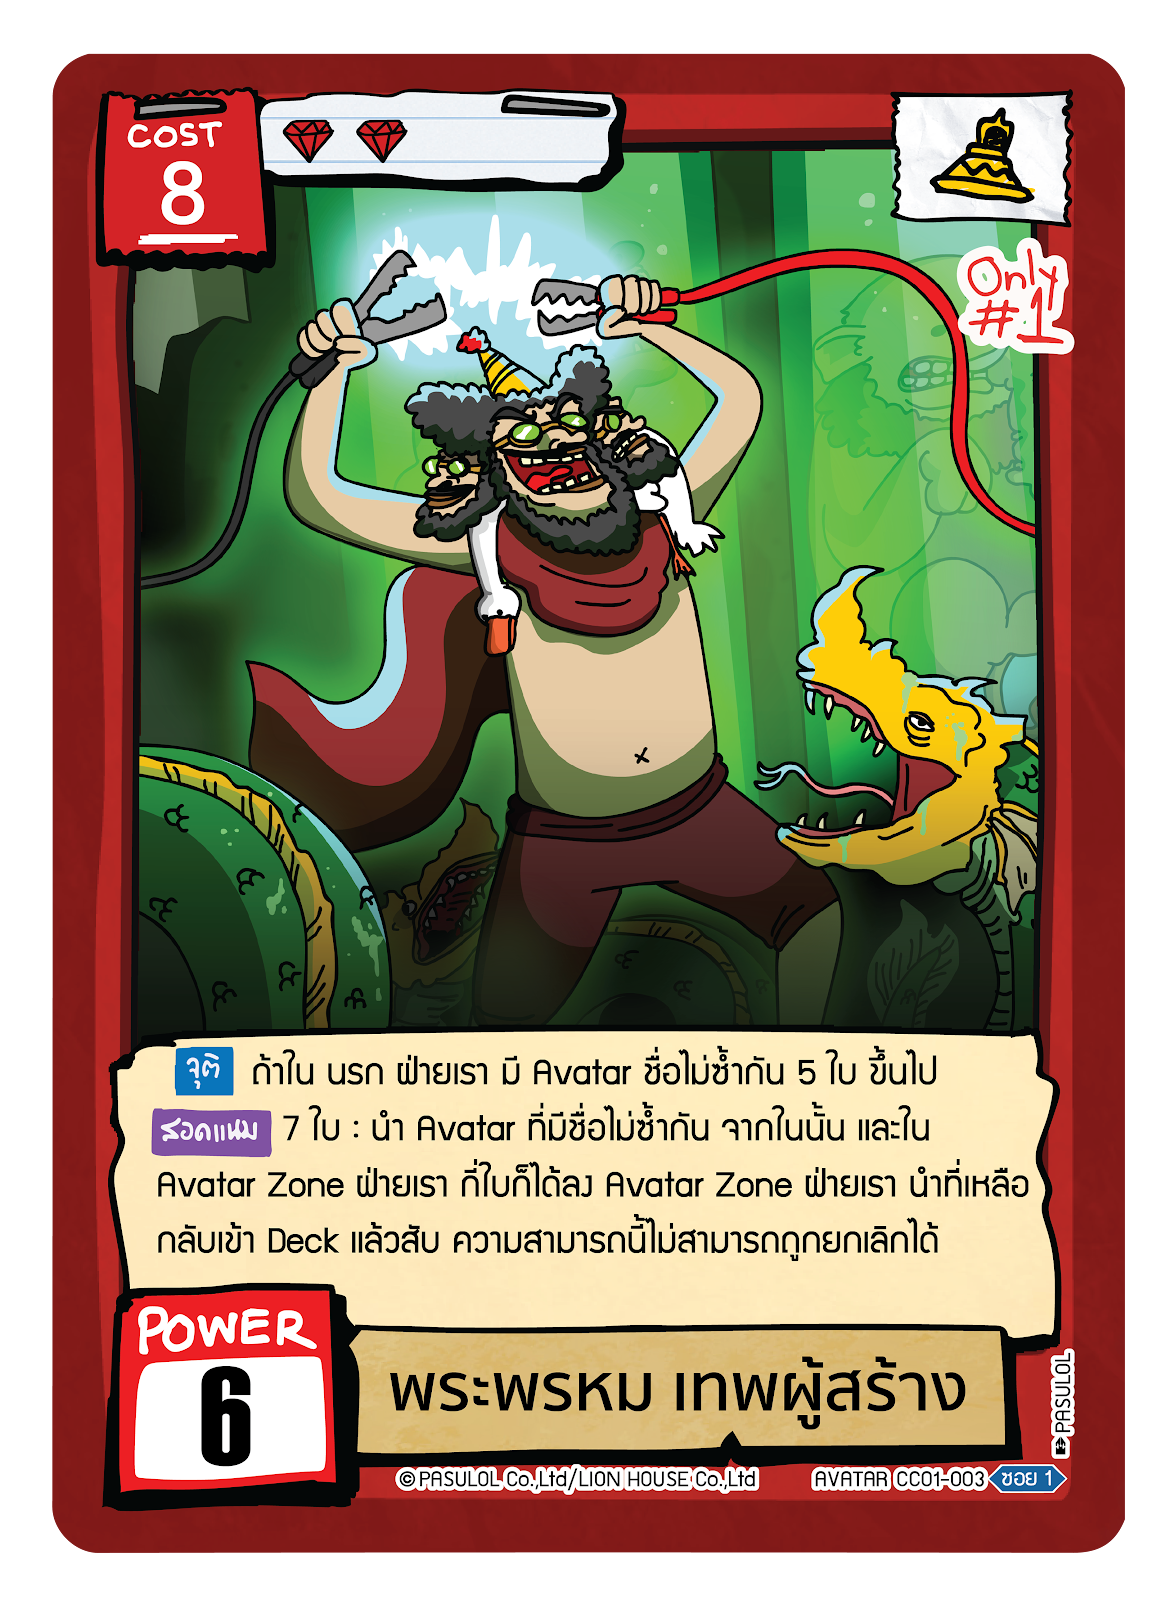 COST
8
Only
#1
จุติ ถ้าใน นรก ฝ่ายเรา มี Avatar ชื่อไม่ซ้ำกัน 5 ใบ ขึ้นไป
สอดแนม 7 ใบ : นำ Avatar ที่มีชื่อไม่ซ้ำกัน จากในนั้น และใน
Avatar Zone ฝ่ายเรา กี่ใบก็ได้ลง Avatar Zone ฝ่ายเรา นำที่เหลือ
กลับเข้า Deck แล้วสับ ความสามารถนี้ไม่สามารถถูกยกเลิกได้
POWER
6
พระพรหม เทพผู้สร้าง
PASULOL
© PASULOL Co.,Ltd/LION HOUSE Co.,Ltd
AVATAR CC01-003 ซอย 1